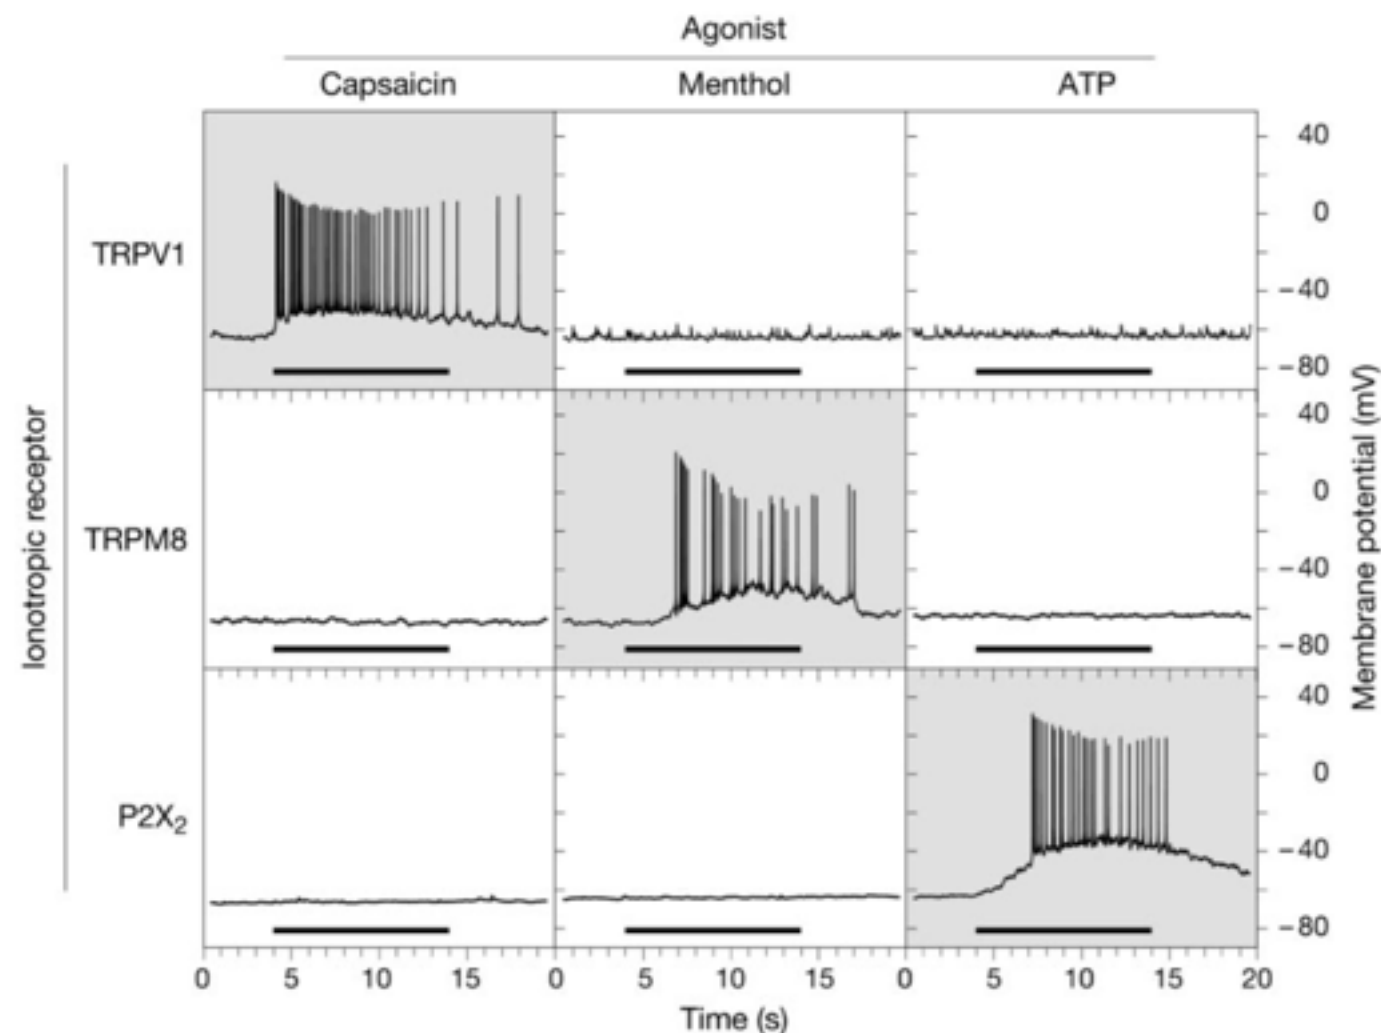 Agonist
Capsaicin Menthol ATP
Ionotropic receptor
TRPV1
TRPM8
P2X₂
40
0
−40
−80
40
0
−40
−80
40
0
−40
−80
Membrane potential (mV)
0 5 10 15 0 5 10 15 0 5 10 15 20
Time (s)